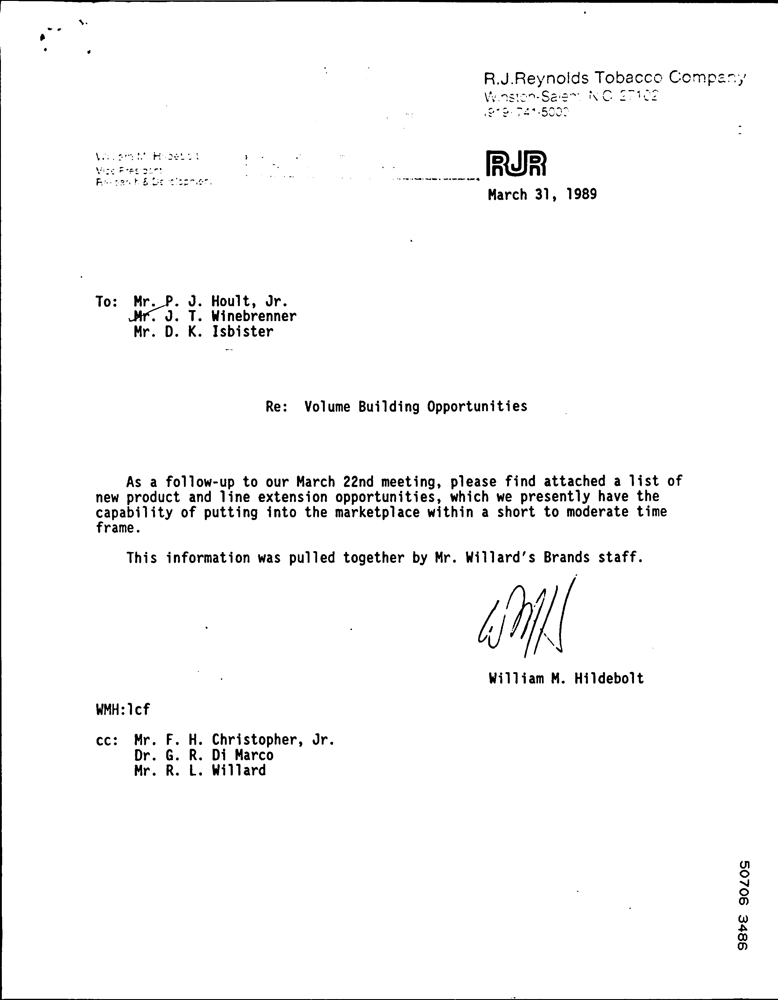 R.J.Reynolds Tobacco Company
Winston-Salem, N.C. 27102
(919) 741-5000
William M. Hildebolt
Vice President
Research & Development
RJR
March 31, 1989
To: Mr. P. J. Hoult, Jr.
Mr. J. T. Winebrenner
Mr. D. K. Isbister
Re: Volume Building Opportunities
As a follow-up to our March 22nd meeting, please find attached a list of
new product and line extension opportunities, which we presently have the
capability of putting into the marketplace within a short to moderate time
frame.
This information was pulled together by Mr. Willard's Brands staff.
WMH
William M. Hildebolt
WMH:lcf
cc: Mr. F. H. Christopher, Jr.
Dr. G. R. Di Marco
Mr. R. L. Willard
50706 3486